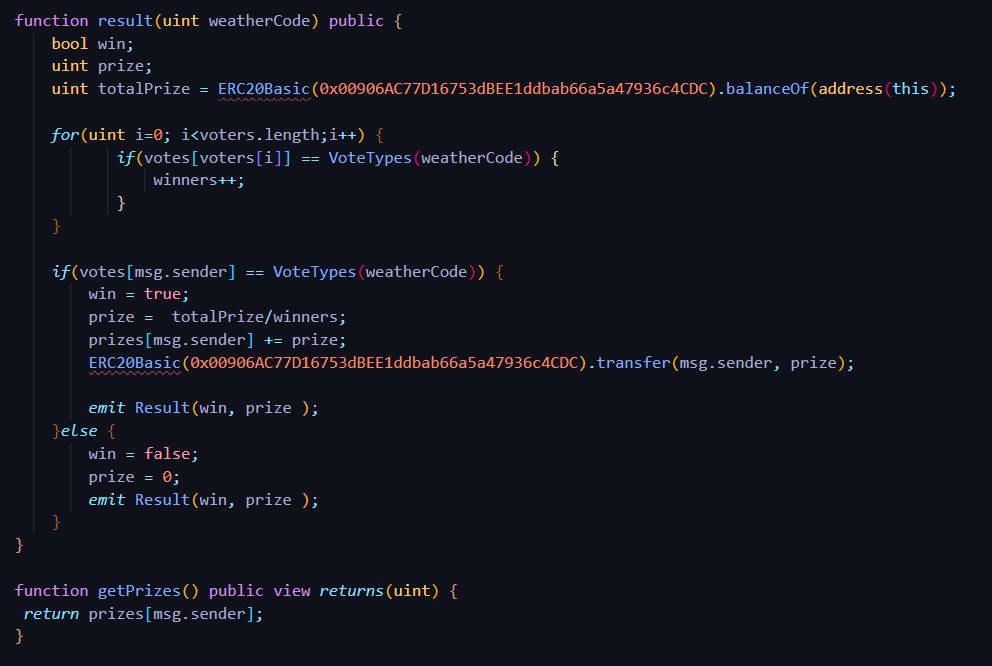 function result(uint weatherCode) public {
bool win;
uint prize;
uint totalPrize = ERC20Basic(0x00906AC77D16753dBEE1ddbab66a5a47936c4CDC).balanceOf(address(this));
for(uint i=0; i<voters.length;i++) {
if(votes[voters[i]] == VoteTypes(weatherCode)) {
winners++;
}
}
if(votes[msg.sender] == VoteTypes(weatherCode)) {
win = true;
prize =  totalPrize/winners;
prizes[msg.sender] += prize;
ERC20Basic(0x00906AC77D16753dBEE1ddbab66a5a47936c4CDC).transfer(msg.sender, prize);
emit Result(win, prize );
}else {
win = false;
prize = 0;
emit Result(win, prize );
}
}
function getPrizes() public view returns(uint) {
return prizes[msg.sender];
}